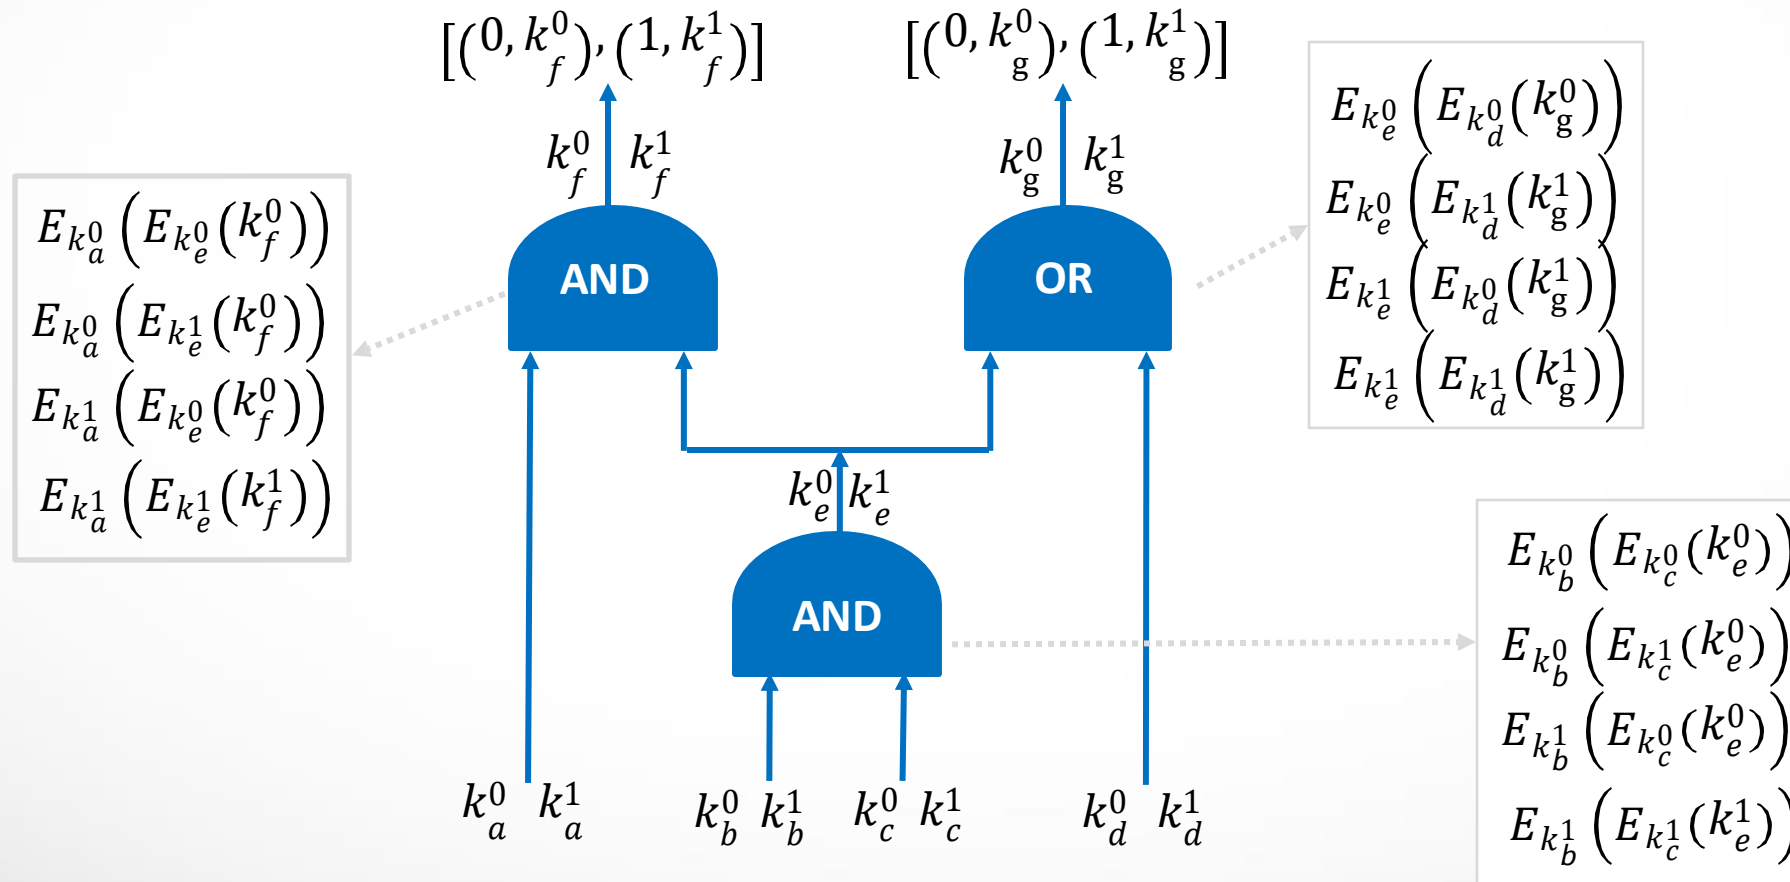 [(0, k_f^0), (1, k_f^1)]
[(0, k_g^0), (1, k_g^1)]
k_f^0 k_f^1
k_g^0 k_g^1
E_{k_a^0}(E_{k_e^0}(k_f^0))
E_{k_a^0}(E_{k_e^1}(k_f^0))
E_{k_a^1}(E_{k_e^0}(k_f^0))
E_{k_a^1}(E_{k_e^1}(k_f^1))
AND
OR
E_{k_e^0}(E_{k_d^0}(k_g^0))
E_{k_e^0}(E_{k_d^1}(k_g^1))
E_{k_e^1}(E_{k_d^0}(k_g^1))
E_{k_e^1}(E_{k_d^1}(k_g^1))
k_e^0 k_e^1
AND
E_{k_b^0}(E_{k_c^0}(k_e^0))
E_{k_b^0}(E_{k_c^1}(k_e^0))
E_{k_b^1}(E_{k_c^0}(k_e^0))
E_{k_b^1}(E_{k_c^1}(k_e^1))
k_a^0 k_a^1
k_b^0 k_b^1
k_c^0 k_c^1
k_d^0 k_d^1